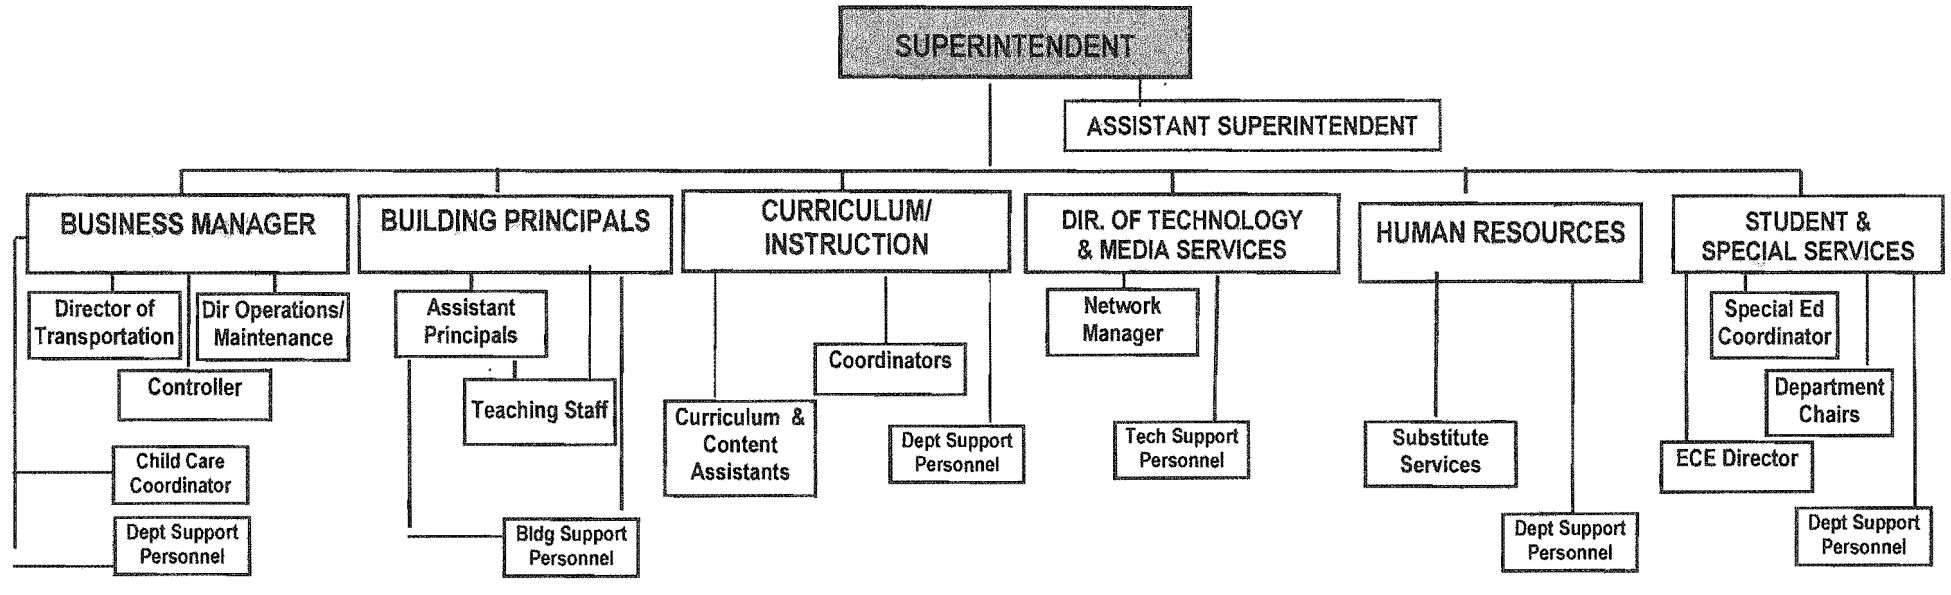 SUPERINTENDENT
ASSISTANT SUPERINTENDENT
BUSINESS MANAGER
BUILDING PRINCIPALS
CURRICULUM/
INSTRUCTION
DIR. OF TECHNOLOGY
& MEDIA SERVICES
HUMAN RESOURCES
STUDENT &
SPECIAL SERVICES
Director of
Transportation
Dir Operations/
Maintenance
Controller
Child Care
Coordinator
Dept Support
Personnel
Assistant
Principals
Teaching Staff
Bldg Support
Personnel
Curriculum &
Content
Assistants
Coordinators
Dept Support
Personnel
Network
Manager
Tech Support
Personnel
Substitute
Services
Dept Support
Personnel
Special Ed
Coordinator
Department
Chairs
ECE Director
Dept Support
Personnel